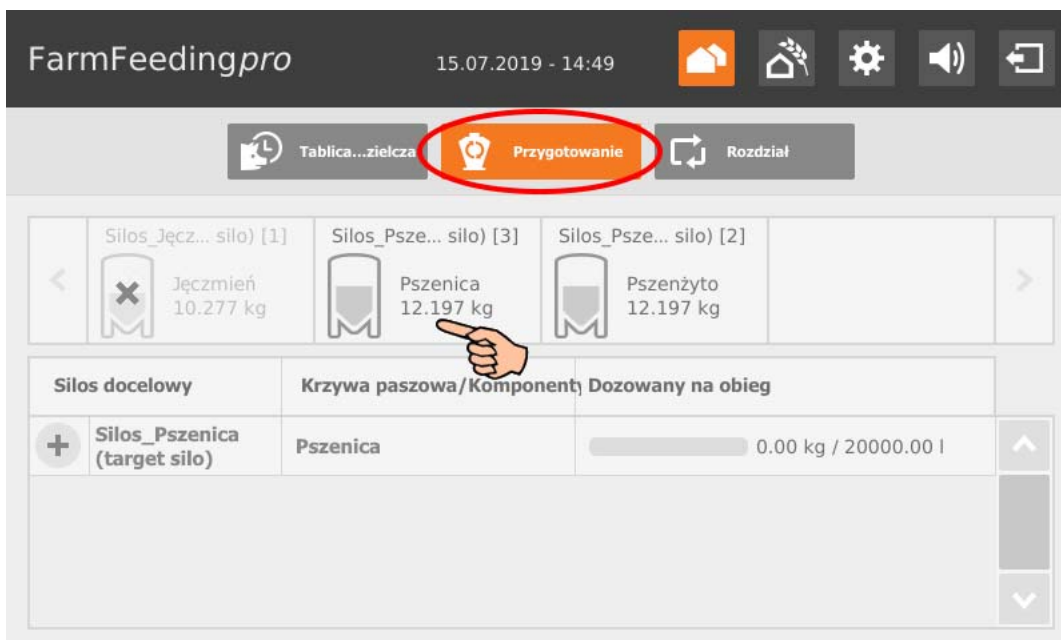 FarmFeedingpro
15.07.2019 - 14:49
Tablica...zielcza
Przygotowanie
Rozdział
Silos_Jęcz... silo) [1]
Jęczmień
10.277 kg
Silos_Psze... silo) [3]
Pszenica
12.197 kg
Silos_Psze... silo) [2]
Pszenżyto
12.197 kg
Silos docelowy
Krzywa paszowa/Komponenty
Dozowany na obieg
Silos_Pszenica
(target silo)
Pszenica
0.00 kg / 20000.00 l